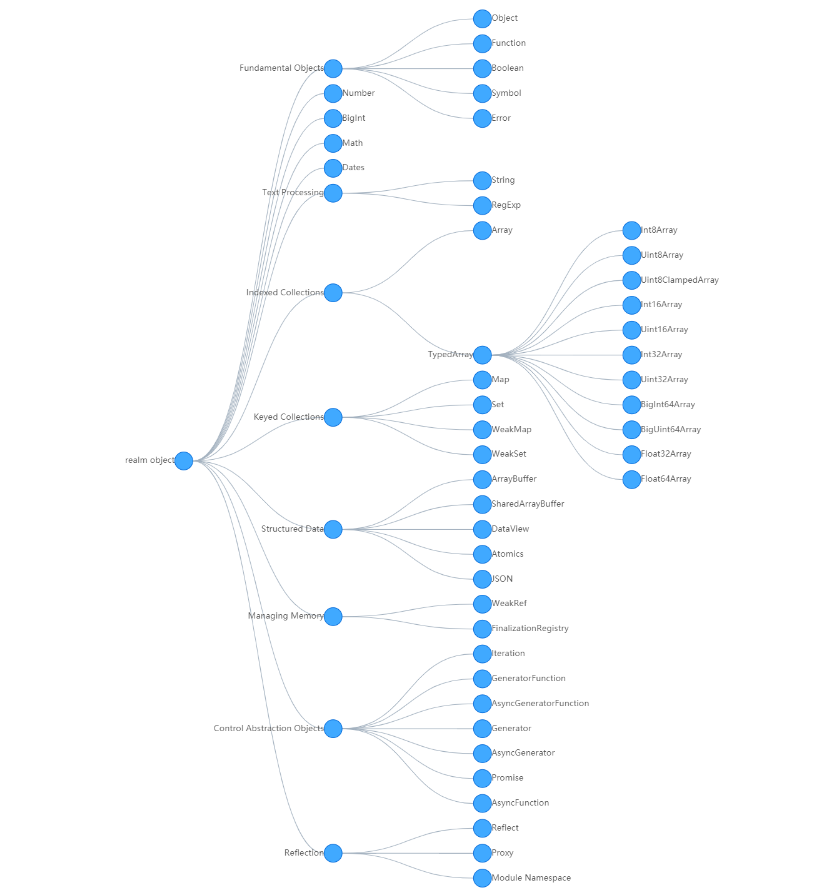 Object
Function
Fundamental Objects
Boolean
Number
Symbol
BigInt
Error
Math
Dates
Text Processing
String
RegExp
Array
Int8Array
Uint8Array
Uint8ClampedArray
Indexed Collections
Int16Array
Uint16Array
TypedArray
Int32Array
Map
Uint32Array
Set
BigInt64Array
Keyed Collections
WeakMap
BigUint64Array
WeakSet
Float32Array
realm object
ArrayBuffer
Float64Array
SharedArrayBuffer
Structured Data
DataView
Atomics
JSON
WeakRef
Managing Memory
FinalizationRegistry
Iteration
GeneratorFunction
AsyncGeneratorFunction
Control Abstraction Objects
Generator
AsyncGenerator
Promise
AsyncFunction
Reflect
Reflection
Proxy
Module Namespace